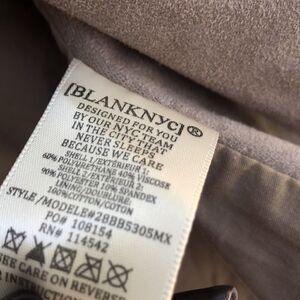 [BLANKNYC]®
DESIGNED FOR YOU
BY OUR NYC TEAM
IN THE CITY THAT
NEVER SLEEPS
BECAUSE WE CARE
SHELL 1/EXTERIEUR 1:
60% POLYURETHANE 40% VISCOSE
SHELL 2/EXTERIEUR 2:
90% POLYESTER 10% SPANDEX
LINING/DOUBLURE:
100%COTTON/COTON
STYLE /MODELE#28BB5305MX
PO# 108154
RN# 114542
SEE CARE ON REVERSE
INSTRUCTION